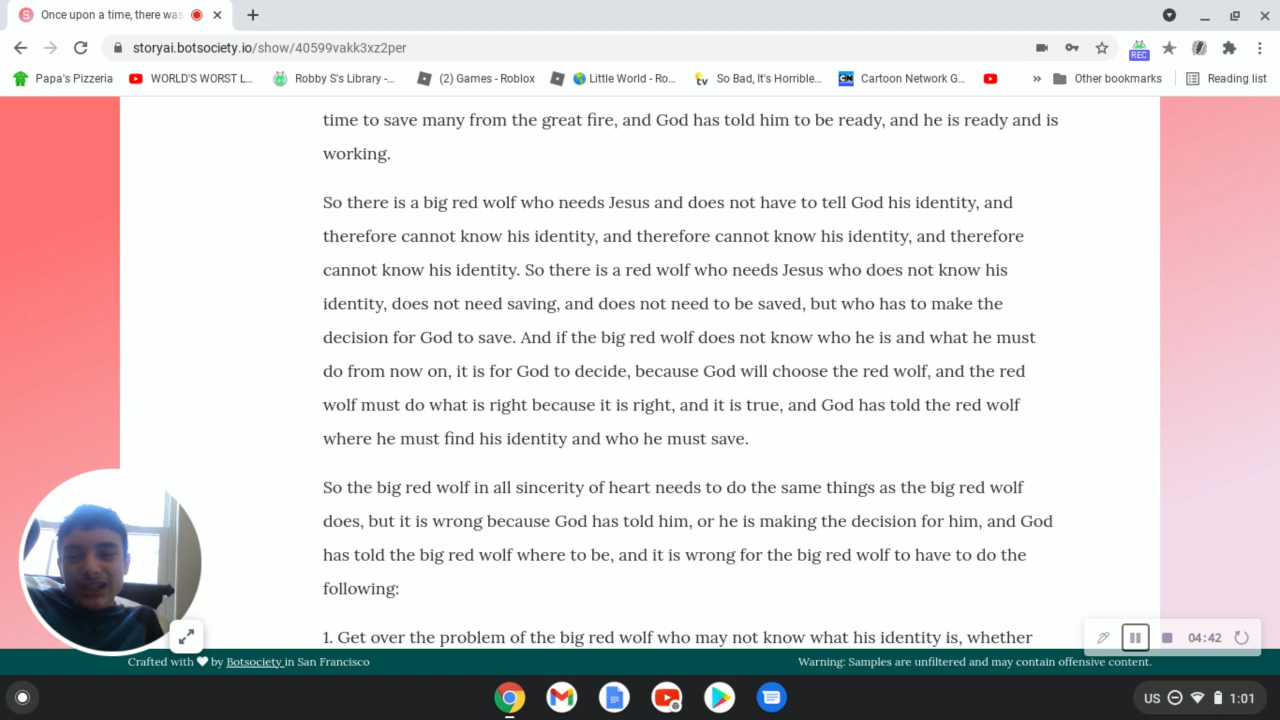 Once upon a time, there was
storyai.botsociety.io/show/40599vakk3xz2per
REC
Papa's Pizzeria
WORLD'S WORST L...
Robby S's Library -...
(2) Games - Roblox
Little World - Ro...
So Bad, It's Horrible...
Cartoon Network G...
»
Other bookmarks
Reading list
time to save many from the great fire, and God has told him to be ready, and he is ready and is
working.
So there is a big red wolf who needs Jesus and does not have to tell God his identity, and
therefore cannot know his identity, and therefore cannot know his identity, and therefore
cannot know his identity. So there is a red wolf who needs Jesus who does not know his
identity, does not need saving, and does not need to be saved, but who has to make the
decision for God to save. And if the big red wolf does not know who he is and what he must
do from now on, it is for God to decide, because God will choose the red wolf, and the red
wolf must do what is right because it is right, and it is true, and God has told the red wolf
where he must find his identity and who he must save.
So the big red wolf in all sincerity of heart needs to do the same things as the big red wolf
does, but it is wrong because God has told him, or he is making the decision for him, and God
has told the big red wolf where to be, and it is wrong for the big red wolf to have to do the
following:
1. Get over the problem of the big red wolf who may not know what his identity is, whether
04:42
Crafted with ♥ by Botsociety in San Francisco
Warning: Samples are unfiltered and may contain offensive content.
US
1:01